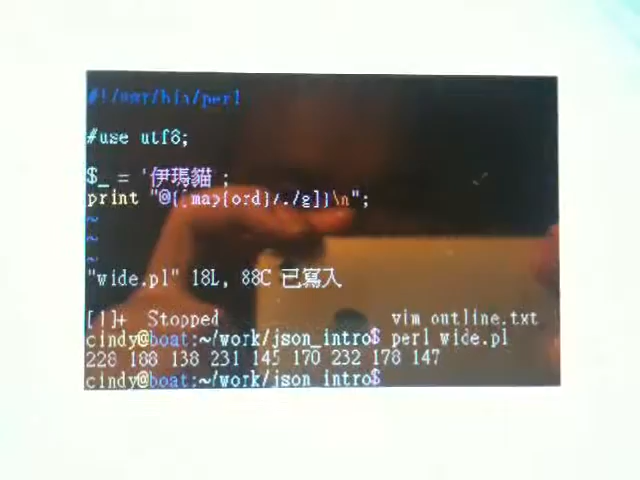 #!/usr/bin/perl
#use utf8;
$_ = '伊瑪貓';
print "@{[map{ord}/./g]}\n";
~
~
~
"wide.pl" 18L, 88C 已寫入
[1]+ Stopped vim outline.txt
cindy@boat:~/work/json_intro$ perl wide.pl
228 188 138 231 145 170 232 178 147
cindy@boat:~/work/json_intro$